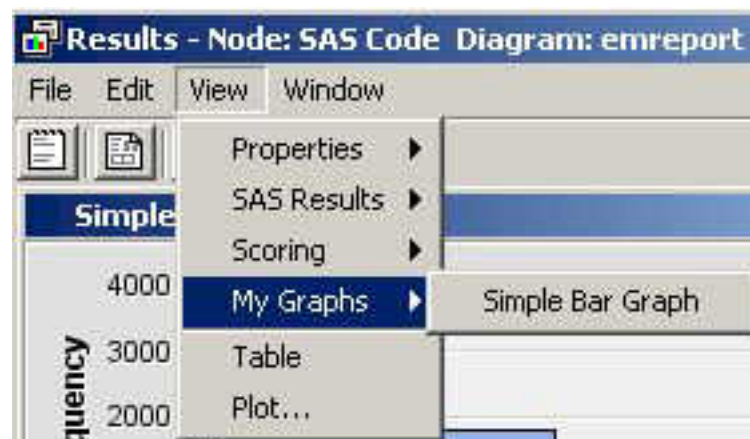 Results - Node: SAS Code Diagram: emreport
File Edit View Window
Properties
Simple
SAS Results
Scoring
4000
My Graphs
Simple Bar Graph
3000
Table
2000
Plot...